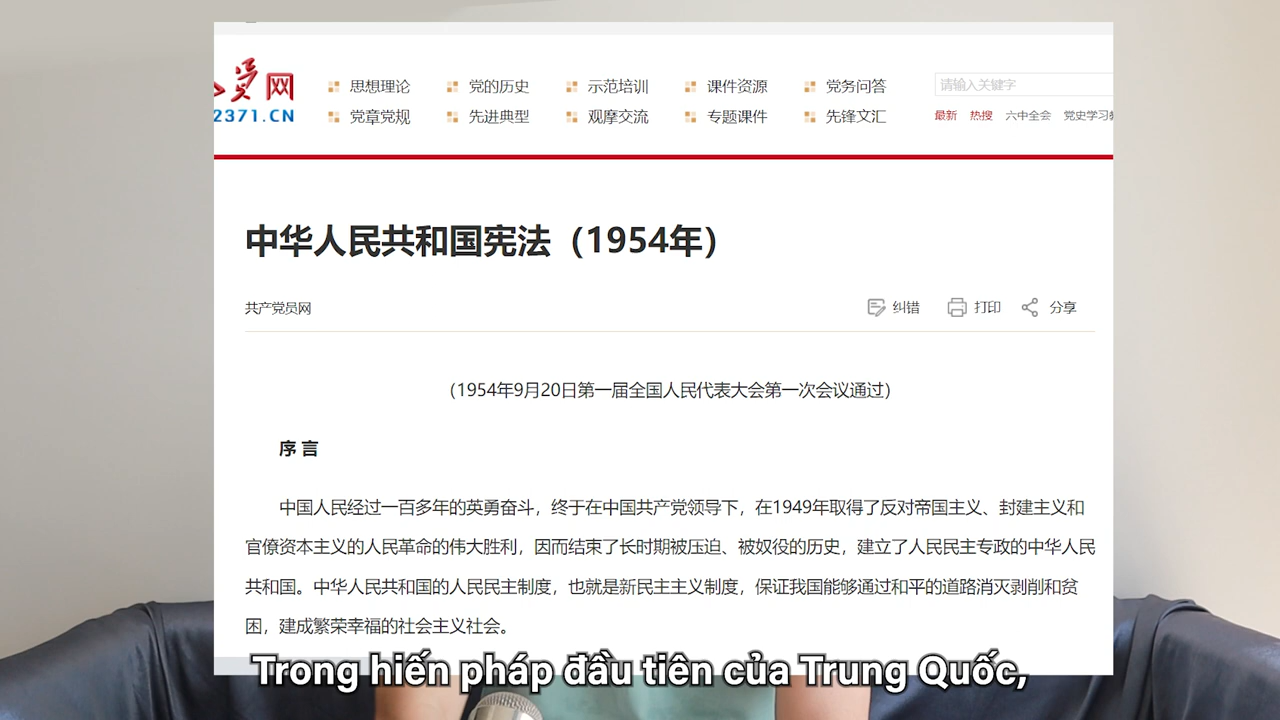 员网
2371.CN
思想理论 党的历史 示范培训 课件资源 党务问答
党章党规 先进典型 观摩交流 专题课件 先锋文汇
请输入关键字
最新 热搜 六中全会 党史学习
中华人民共和国宪法（1954年）
共产党员网
纠错 打印 分享
（1954年9月20日第一届全国人民代表大会第一次会议通过）
序 言
中国人民经过一百多年的英勇奋斗，终于在中国共产党领导下，在1949年取得了反对帝国主义、封建主义和
官僚资本主义的人民革命的伟大胜利，因而结束了长时期被压迫、被奴役的历史，建立了人民民主专政的中华人民
共和国。中华人民共和国的人民民主制度，也就是新民主主义制度，保证我国能够通过和平的道路消灭剥削和贫
困，建成繁荣幸福的社会主义社会。
Trong hiến pháp đầu tiên của Trung Quốc,